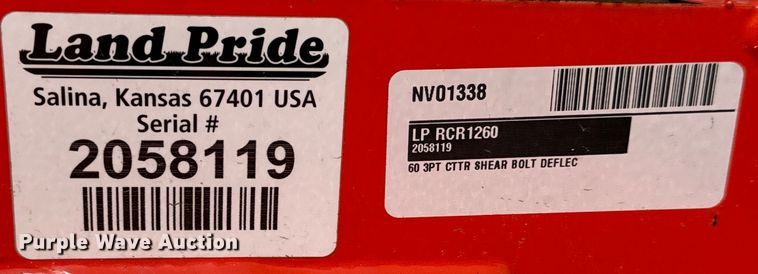 Land Pride
Salina, Kansas 67401 USA
Serial #
2058119
NV01338
LP RCR1260
2058119
60 3PT CTTR SHEAR BOLT DEFLEC
Purple Wave Auction